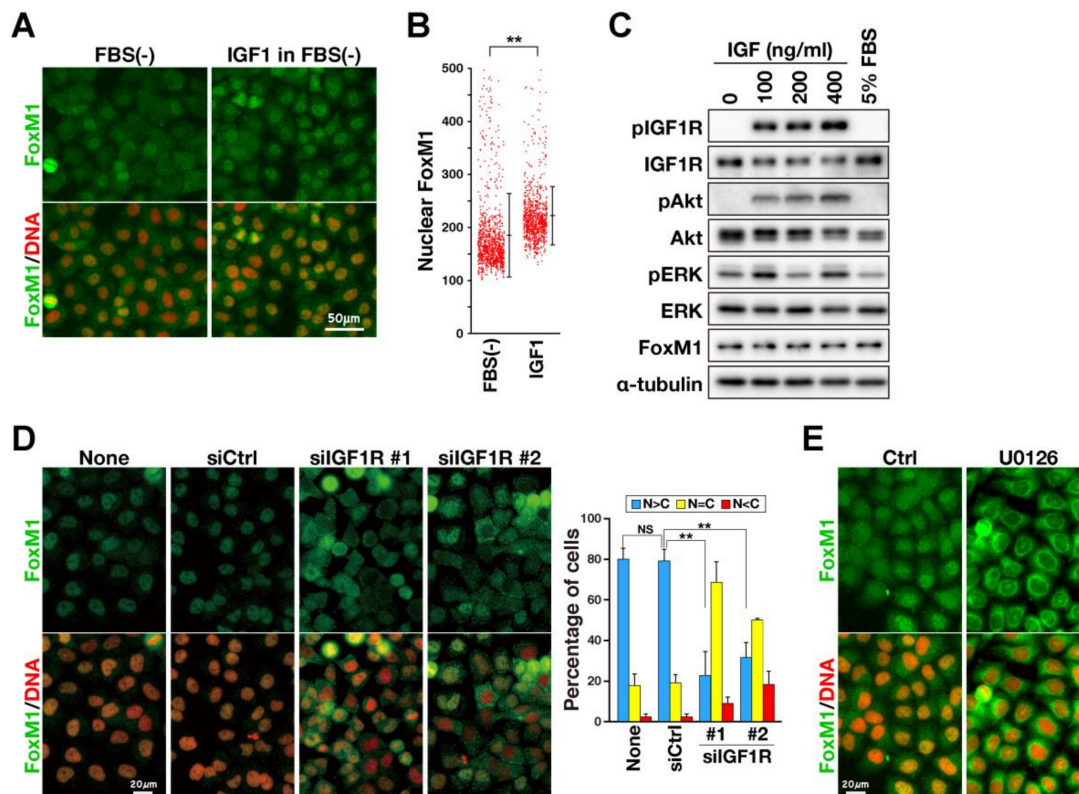 A
FBS(-)
IGF1 in FBS(-)
FoxM1
FoxM1/DNA
50μm
B
**
Nuclear FoxM1
500
400
300
250
200
150
100
0
FBS(-)
IGF1
C
IGF (ng/ml)
0
100
200
400
5% FBS
pIGF1R
IGF1R
pAkt
Akt
pERK
ERK
FoxM1
α-tubulin
D
None
siCtrl
siIGF1R #1
siIGF1R #2
FoxM1
FoxM1/DNA
20μm
N>C
N=C
N<C
Percentage of cells
100
80
60
40
20
0
NS
**
**
None
siCtrl
#1
#2
siIGF1R
E
Ctrl
U0126
FoxM1
FoxM1/DNA
20μm